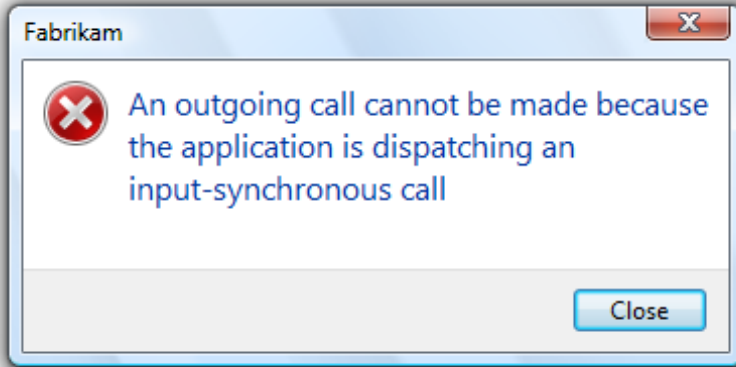 Fabrikam
An outgoing call cannot be made because
the application is dispatching an
input-synchronous call
Close